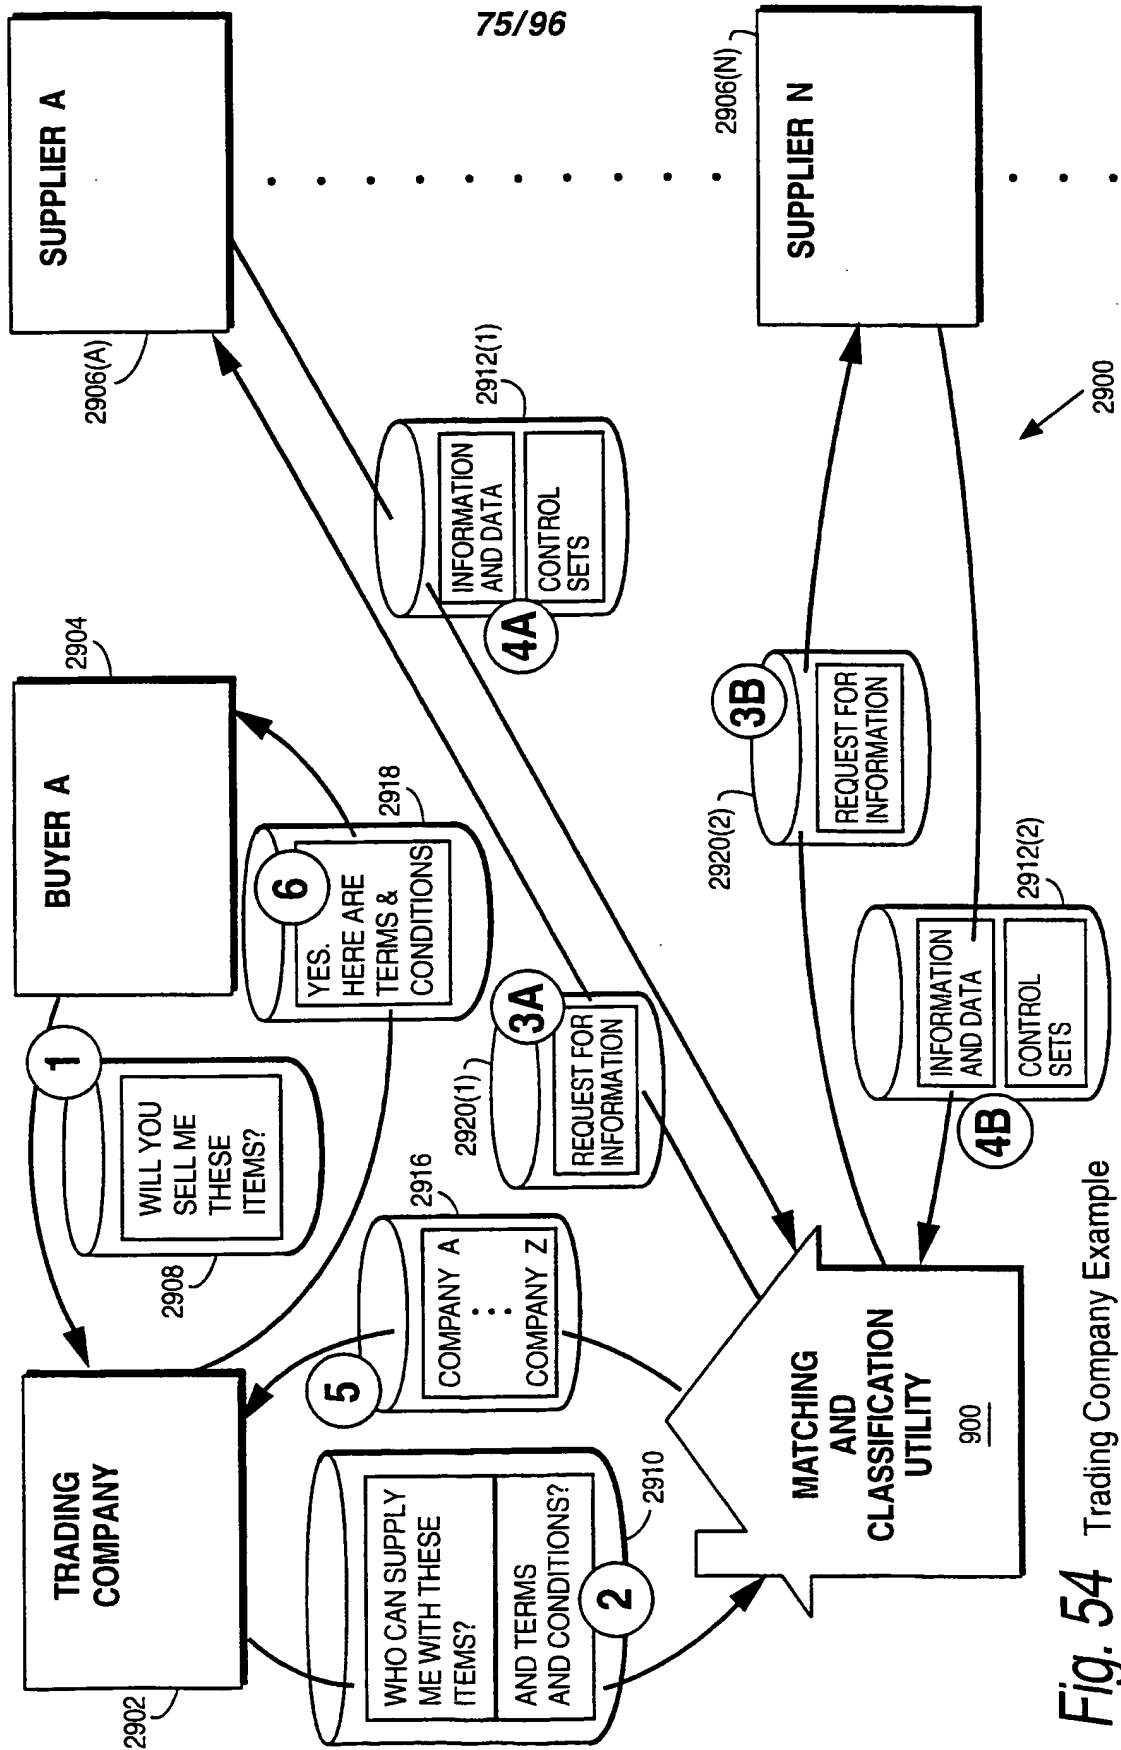 75/96
TRADING
COMPANY
2902
BUYER A
2904
SUPPLIER A
2906(A)
1
WILL YOU
SELL ME
THESE
ITEMS?
2908
6
YES.
HERE ARE
TERMS &
CONDITIONS
2918
5
COMPANY A
COMPANY Z
2916
WHO CAN SUPPLY
ME WITH THESE
ITEMS?
AND TERMS
AND CONDITIONS?
2
2910
3A
REQUEST FOR
INFORMATION
2920(1)
4A
INFORMATION
AND DATA
CONTROL
SETS
2912(1)
MATCHING
AND
CLASSIFICATION
UTILITY
900
3B
REQUEST FOR
INFORMATION
2920(2)
4B
INFORMATION
AND DATA
CONTROL
SETS
2912(2)
SUPPLIER N
2906(N)
2900
Fig. 54 Trading Company Example